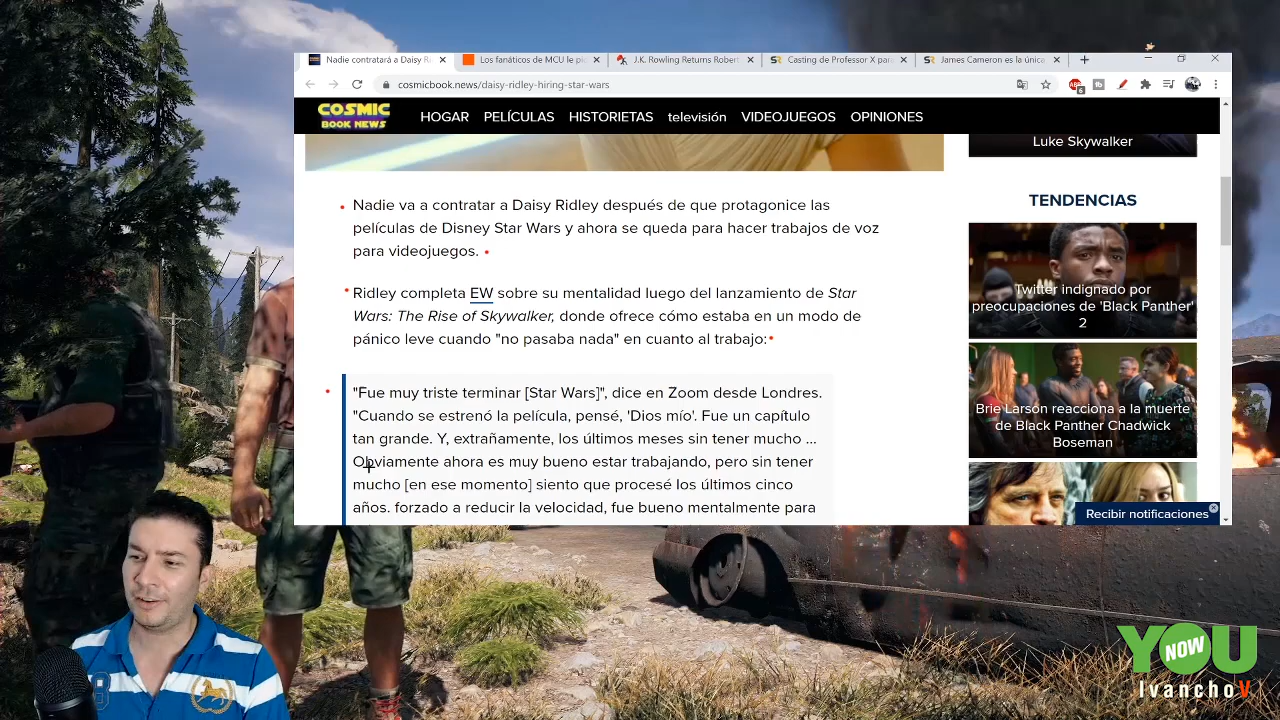 Nadie contratará a Daisy R
Los fanáticos de MCU le pi
J.K. Rowling Returns Robert
Casting de Professor X para
James Cameron es la única
cosmicbook.news/daisy-ridley-hiring-star-wars
COSMIC
BOOK NEWS
HOGAR PELÍCULAS HISTORIETAS televisión VIDEOJUEGOS OPINIONES
Luke Skywalker
Nadie va a contratar a Daisy Ridley después de que protagonice las
películas de Disney Star Wars y ahora se queda para hacer trabajos de voz
para videojuegos.
Ridley completa EW sobre su mentalidad luego del lanzamiento de Star
Wars: The Rise of Skywalker, donde ofrece cómo estaba en un modo de
pánico leve cuando "no pasaba nada" en cuanto al trabajo:
"Fue muy triste terminar [Star Wars]", dice en Zoom desde Londres.
"Cuando se estrenó la película, pensé, 'Dios mío'. Fue un capítulo
tan grande. Y, extrañamente, los últimos meses sin tener mucho ...
Obviamente ahora es muy bueno estar trabajando, pero sin tener
mucho [en ese momento] siento que procesé los últimos cinco
años. forzado a reducir la velocidad, fue bueno mentalmente para
TENDENCIAS
Twitter indignado por
preocupaciones de 'Black Panther'
2
Brie Larson reacciona a la muerte
de Black Panther Chadwick
Boseman
Recibir notificaciones
YOU
NOW
IvanchoV